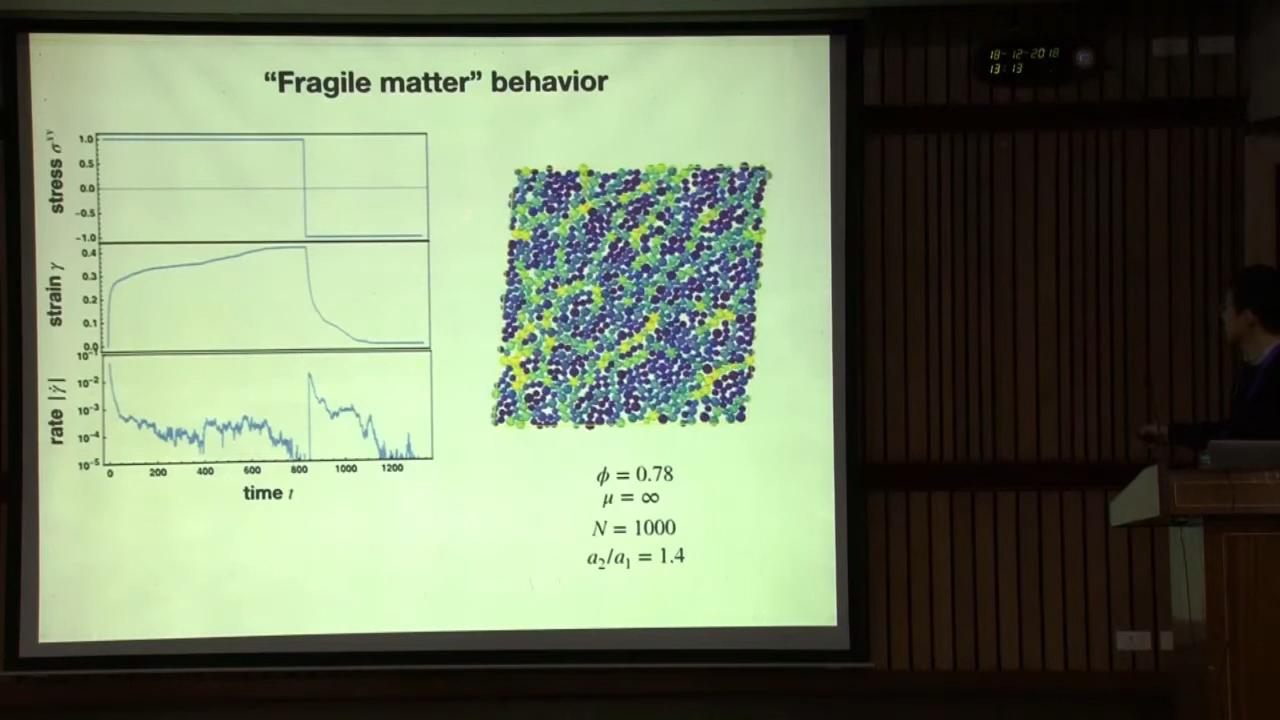 “Fragile matter” behavior
stress σ^xy
1.0
0.5
0.0
−0.5
−1.0
strain γ
0.4
0.3
0.2
0.1
0.0
rate |γ̇|
10⁻¹
10⁻²
10⁻³
10⁻⁴
10⁻⁵
0 200 400 600 800 1000 1200
time t
ϕ = 0.78
μ = ∞
N = 1000
a₂/a₁ = 1.4
18-12-2018
13:13